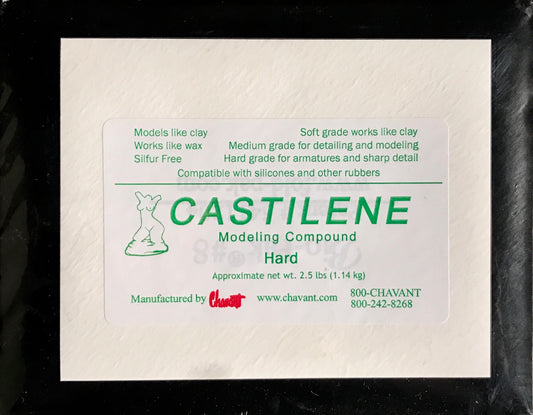 Models like clay Soft grade works like clay
Works like wax Medium grade for detailing and modeling
Silfur Free Hard grade for armatures and sharp detail
Compatible with silicones and other rubbers
CASTILENE
Modeling Compound
Hard
Approximate net wt. 2.5 lbs (1.14 kg)
Manufactured by Chavant www.chavant.com 800-CHAVANT
800-242-8268